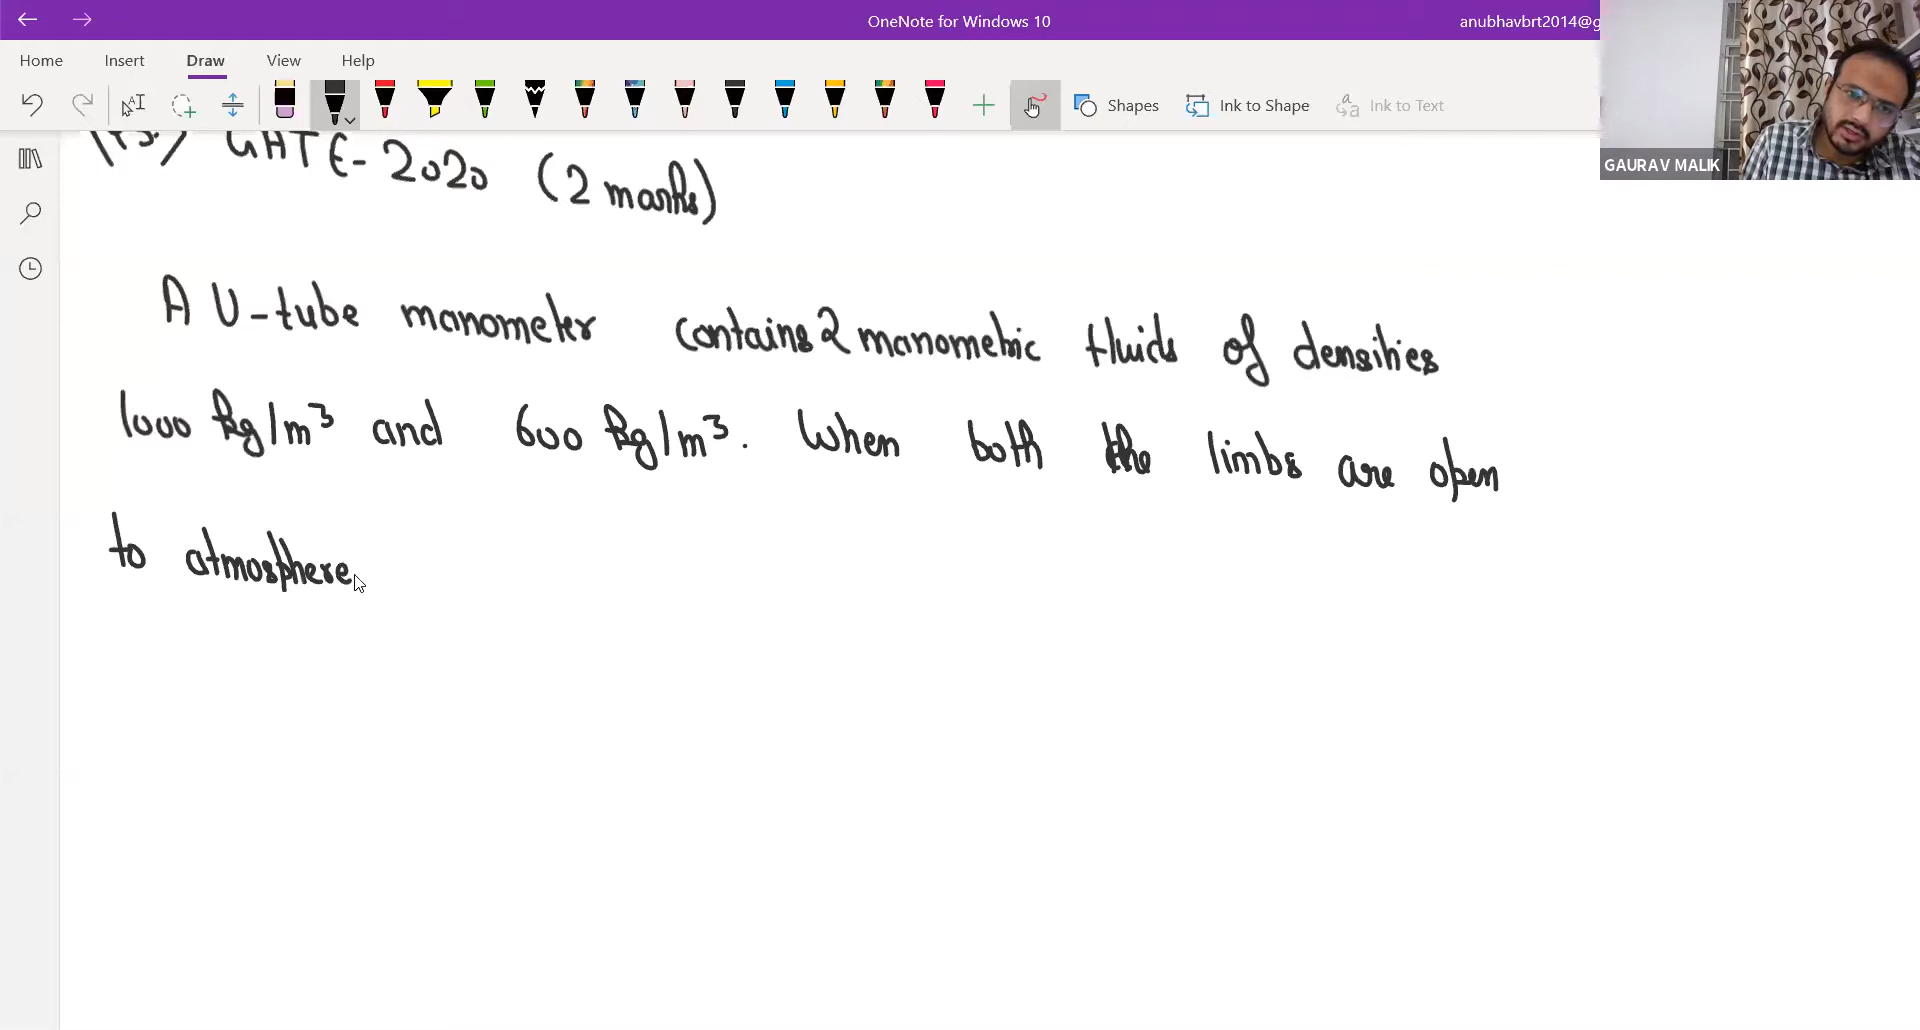 OneNote for Windows 10
anubhavbrt2014@g
Home Insert Draw View Help
Shapes Ink to Shape Ink to Text
GAURAV MALIK
GATE-2020 (2 marks)
A U-tube manometer contains 2 manometric fluids of densities
1000 kg/m³ and 600 kg/m³. When both the limbs are open
to atmosphere